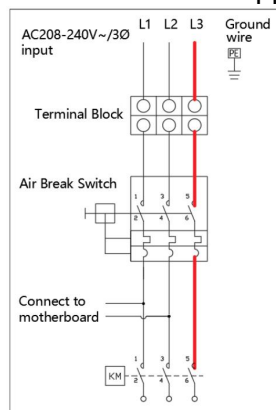 L1 L2 L3
AC208-240V~/3Ø
input
Ground
wire
PE
Terminal Block
Air Break Switch
1 3 5
2 4 6
Connect to
motherboard
1 3 5
KM
2 4 6